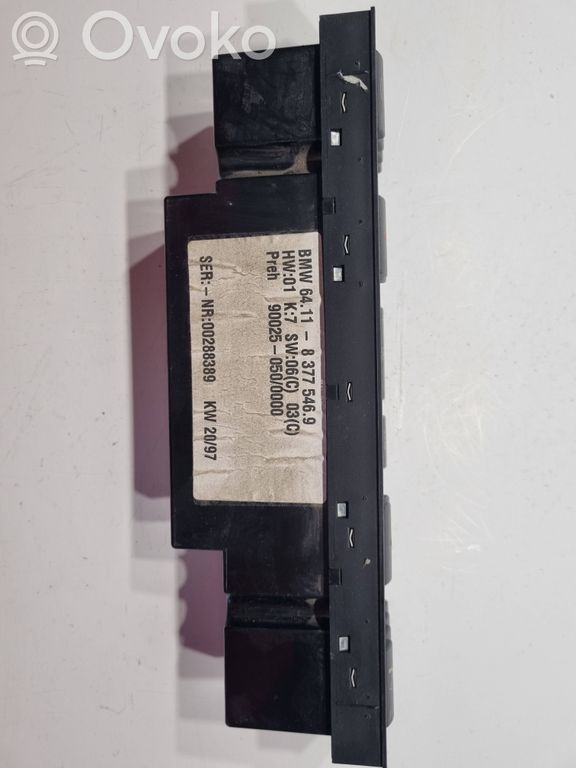 Ovoko
BMW 64.11 - 8 377 546.9
HW:01 K:7 SW:06(C) 03(C)
Preh 90025-050/0000
SER:- NR:00288389 KW 20/97